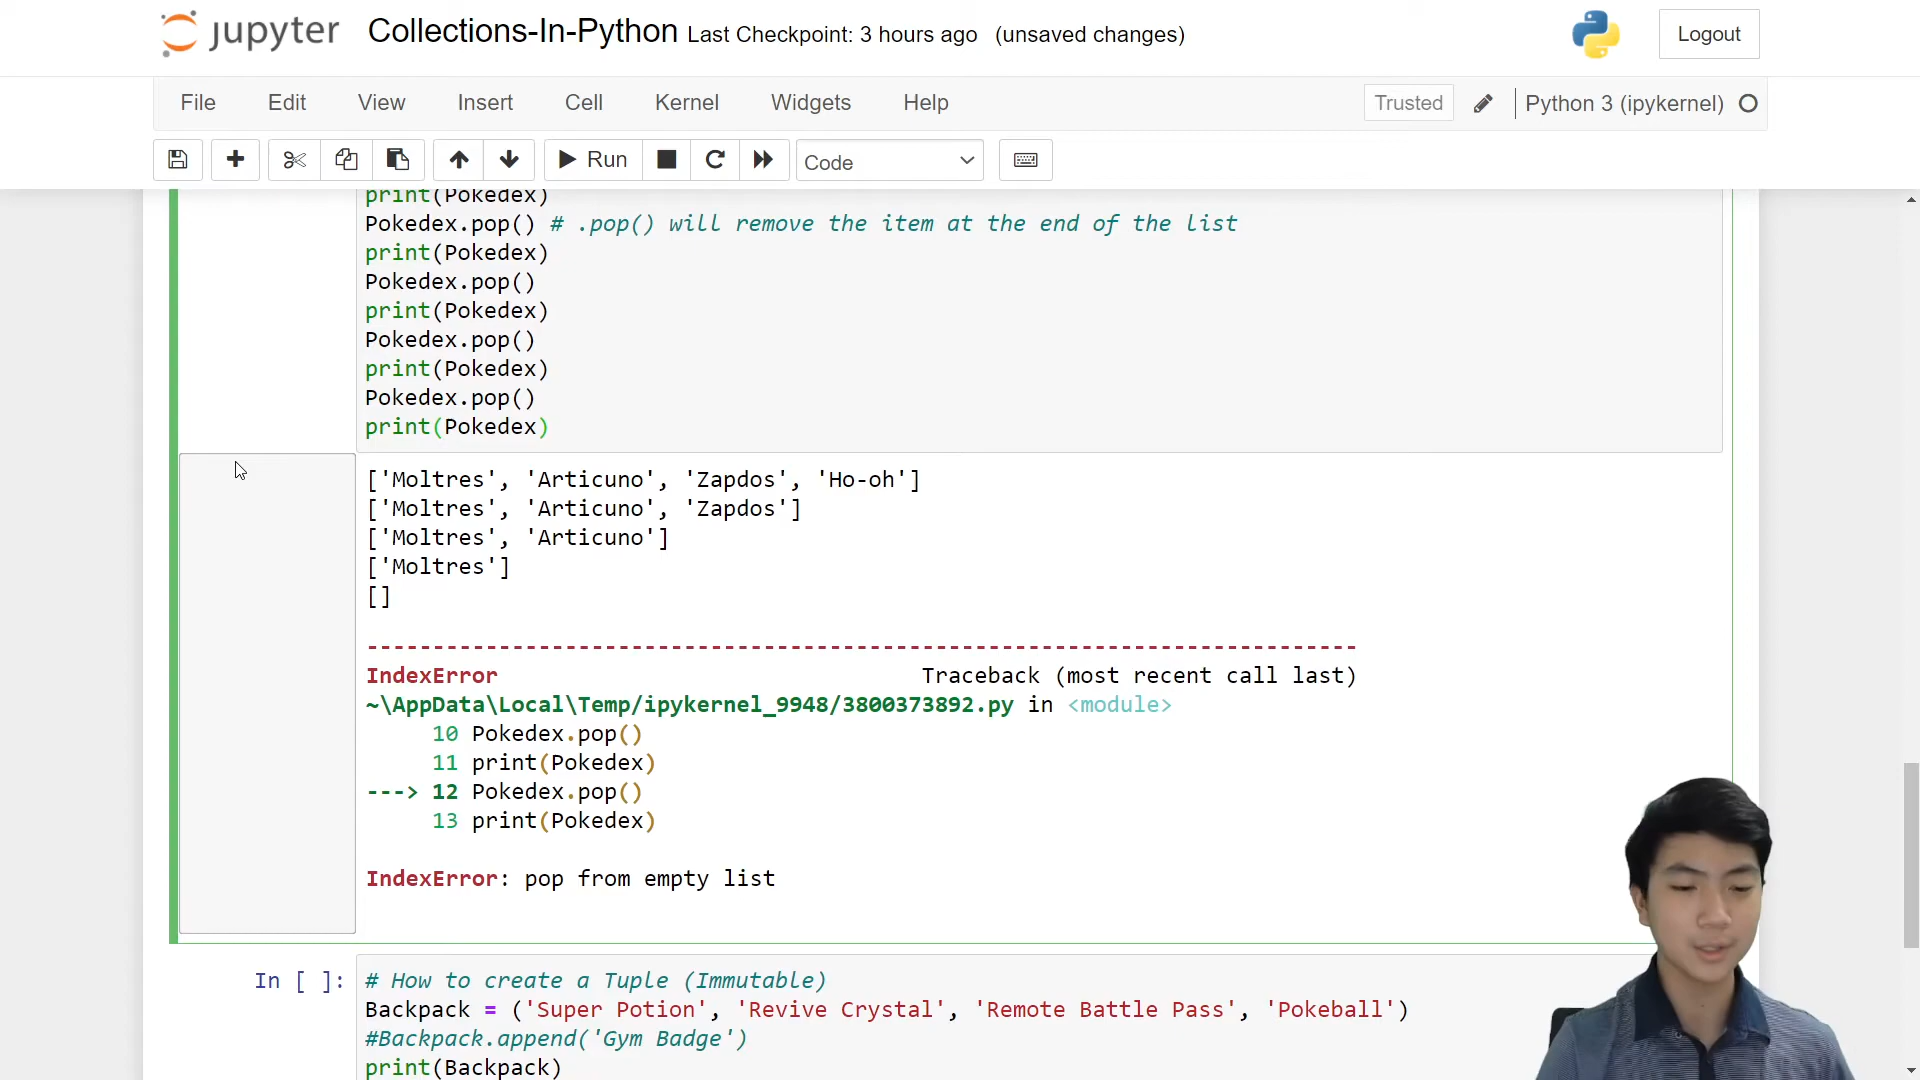 jupyter Collections-In-Python Last Checkpoint: 3 hours ago (unsaved changes) Logout
File Edit View Insert Cell Kernel Widgets Help Trusted Python 3 (ipykernel)
Run Code
print(Pokedex)
Pokedex.pop() # .pop() will remove the item at the end of the list
print(Pokedex)
Pokedex.pop()
print(Pokedex)
Pokedex.pop()
print(Pokedex)
Pokedex.pop()
print(Pokedex)
['Moltres', 'Articuno', 'Zapdos', 'Ho-oh']
['Moltres', 'Articuno', 'Zapdos']
['Moltres', 'Articuno']
['Moltres']
[]
---------------------------------------------------------------------------
IndexError Traceback (most recent call last)
~\AppData\Local\Temp/ipykernel_9948/3800373892.py in <module>
10 Pokedex.pop()
11 print(Pokedex)
---> 12 Pokedex.pop()
13 print(Pokedex)
IndexError: pop from empty list
In [ ]: # How to create a Tuple (Immutable)
Backpack = ('Super Potion', 'Revive Crystal', 'Remote Battle Pass', 'Pokeball')
#Backpack.append('Gym Badge')
print(Backpack)